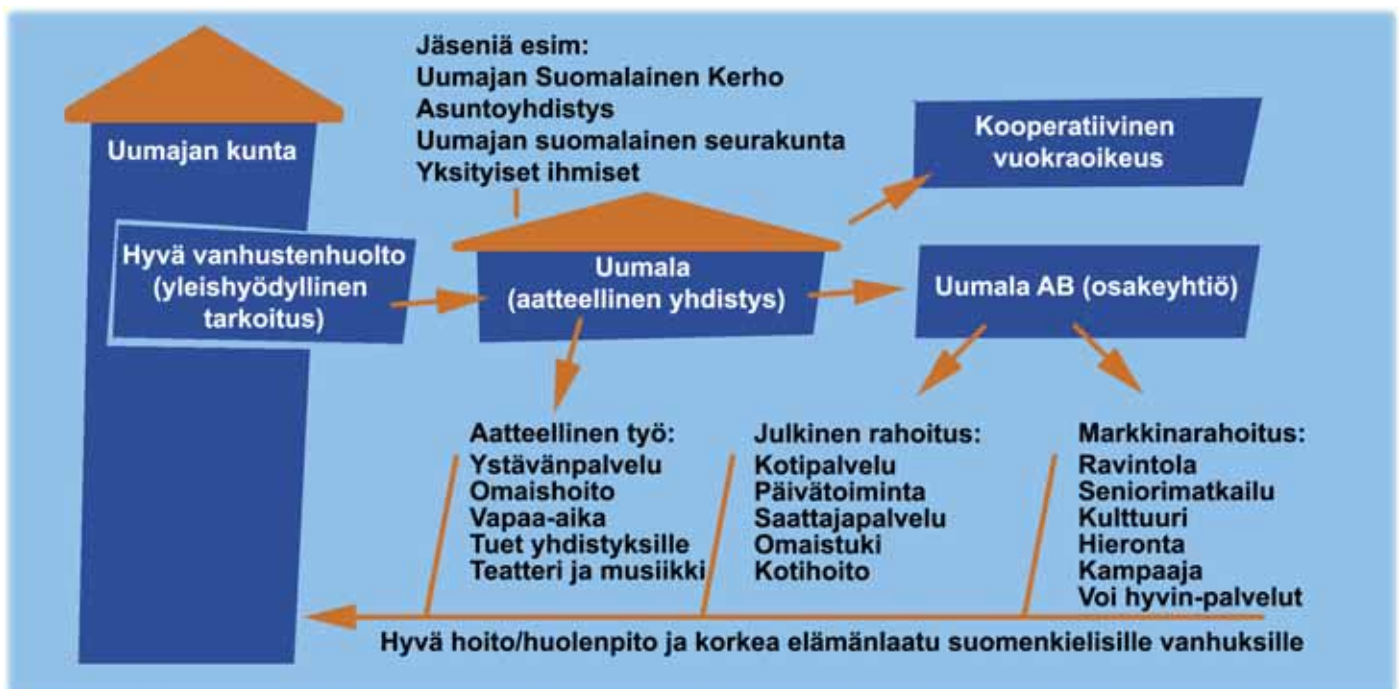 Uumajan kunta
Hyvä vanhustenhuolto
(yleishyödyllinen
tarkoitus)
Jäseniä esim:
Uumajan Suomalainen Kerho
Asuntoyhdistys
Uumajan suomalainen seurakunta
Yksityiset ihmiset
Uumala
(aatteellinen yhdistys)
Kooperatiivinen
vuokraoikeus
Uumala AB (osakeyhtiö)
Aatteellinen työ:
Ystävänpalvelu
Omaishoito
Vapaa-aika
Tuet yhdistyksille
Teatteri ja musiikki
Julkinen rahoitus:
Kotipalvelu
Päivätoiminta
Saattajapalvelu
Omaistuki
Kotihoito
Markkinarahoitus:
Ravintola
Seniorimatkailu
Kulttuuri
Hieronta
Kampaaja
Voi hyvin-palvelut
Hyvä hoito/huolenpito ja korkea elämänlaatu suomenkielisille vanhuksille